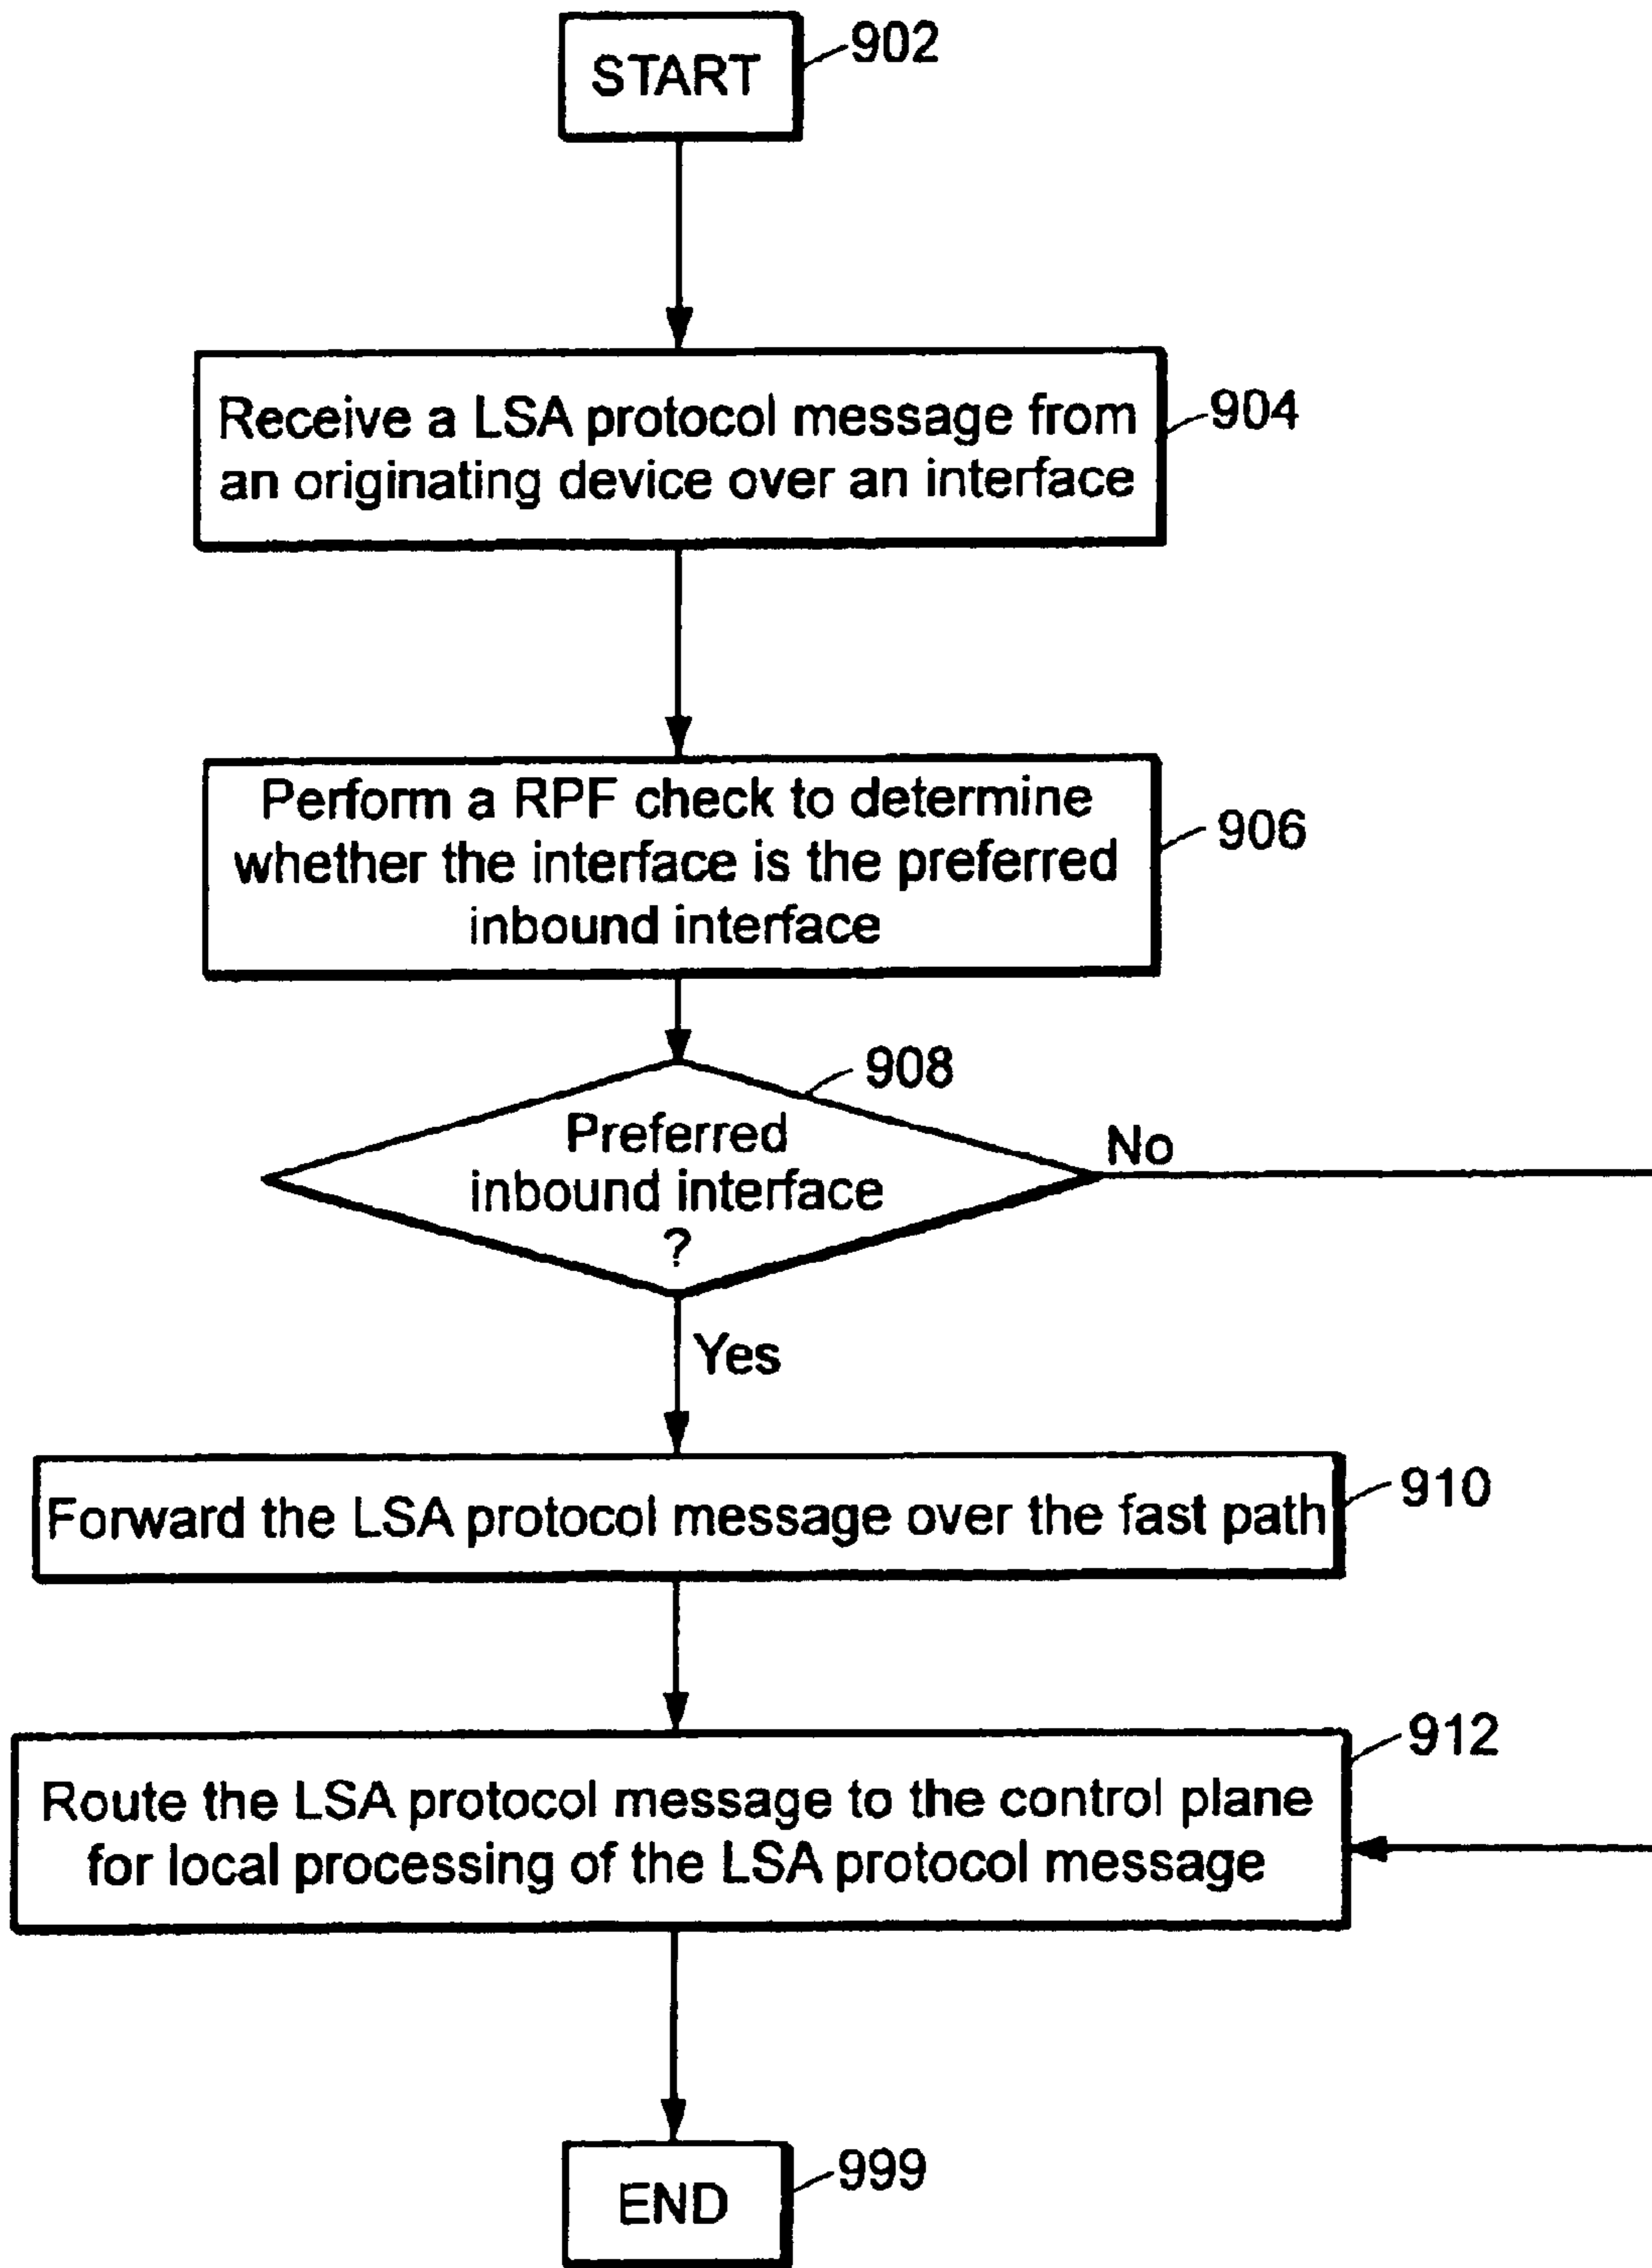 START
902
Receive a LSA protocol message from
an originating device over an interface
904
Perform a RPF check to determine
whether the interface is the preferred
inbound interface
906
908
Preferred
inbound interface
?
No
Yes
Forward the LSA protocol message over the fast path
910
Route the LSA protocol message to the control plane
for local processing of the LSA protocol message
912
END
999